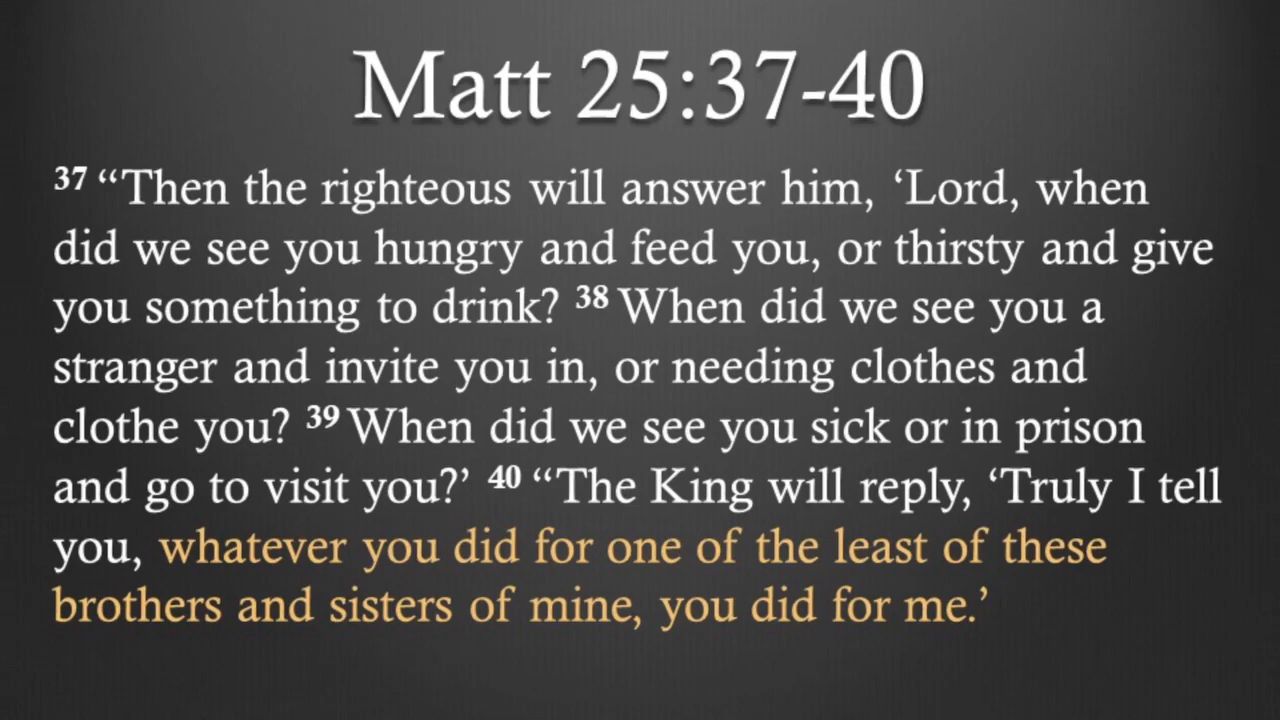 Matt 25:37-40
37 “Then the righteous will answer him, ‘Lord, when
did we see you hungry and feed you, or thirsty and give
you something to drink? 38 When did we see you a
stranger and invite you in, or needing clothes and
clothe you? 39 When did we see you sick or in prison
and go to visit you?’ 40 “The King will reply, ‘Truly I tell
you, whatever you did for one of the least of these
brothers and sisters of mine, you did for me.’